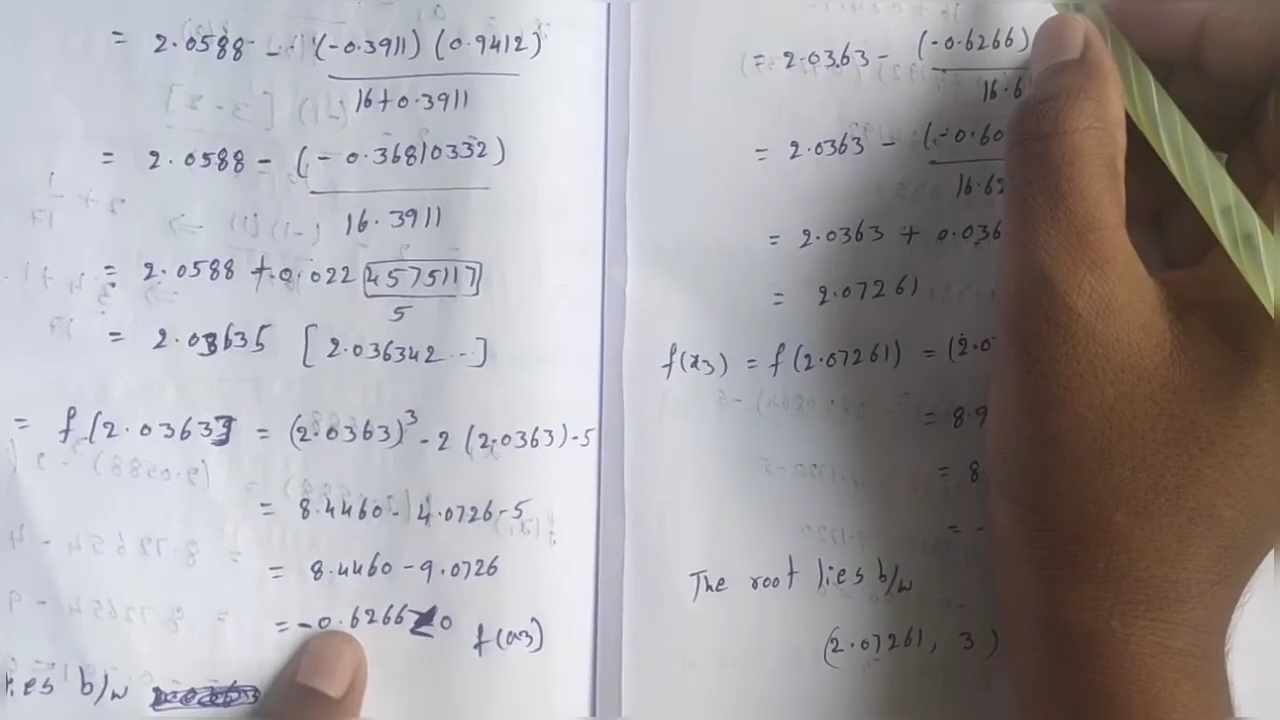 = 2.0588 - (-0.3911) (0.9412)
16+0.3911
= 2.0588 - (-0.36810332)
16.3911
= 2.0588 + 0.022 4575117
5
= 2.03635 [2.036342...]
= f(2.0363) = (2.0363)³ - 2 (2.0363) - 5
= 8.4460 - 4.0726 - 5
= 8.4460 - 9.0726
= -0.6266 < 0 f(x3)
lies b/w
= 2.0363 - (-0.6266)
16.6
= 2.0363 - (-0.60
16.62
= 2.0363 + 0.036
= 2.07261
f(x3) = f(2.07261) = (2.0
= 8.9
= 8.
= -
The root lies b/w
(2.07261, 3)